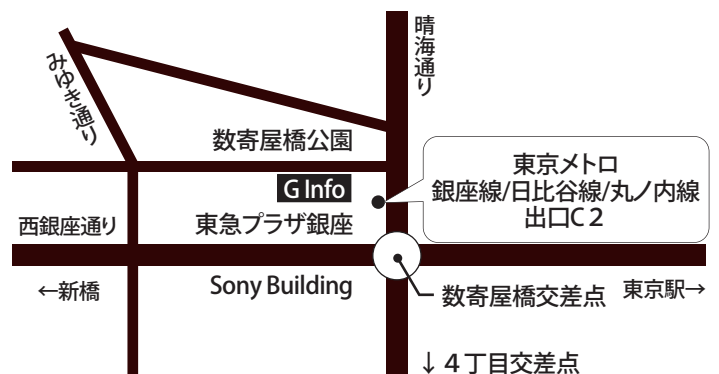 晴海通り
みゆき通り
数寄屋橋公園
東京メトロ
銀座線/日比谷線/丸ノ内線
出口C 2
G Info
西銀座通り
東急プラザ銀座
←新橋
Sony Building
数寄屋橋交差点
東京駅→
↓ 4丁目交差点